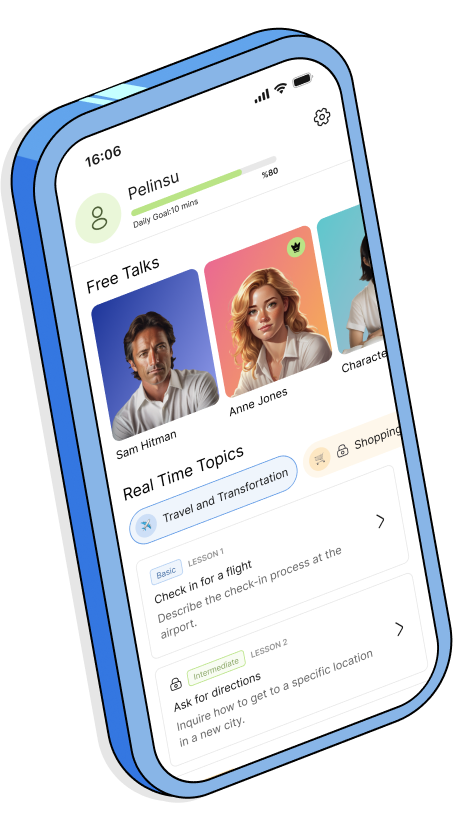 16:06
Pelinsu
Daily Goal:10 mins
%80
Free Talks
Sam Hitman
Anne Jones
Characte
Real Time Topics
Travel and Transfortation
Shopping
Basic
LESSON 1
Check in for a flight
Describe the check-in process at the
airport.
Intermediate
LESSON 2
Ask for directions
Inquire how to get to a specific location
in a new city.